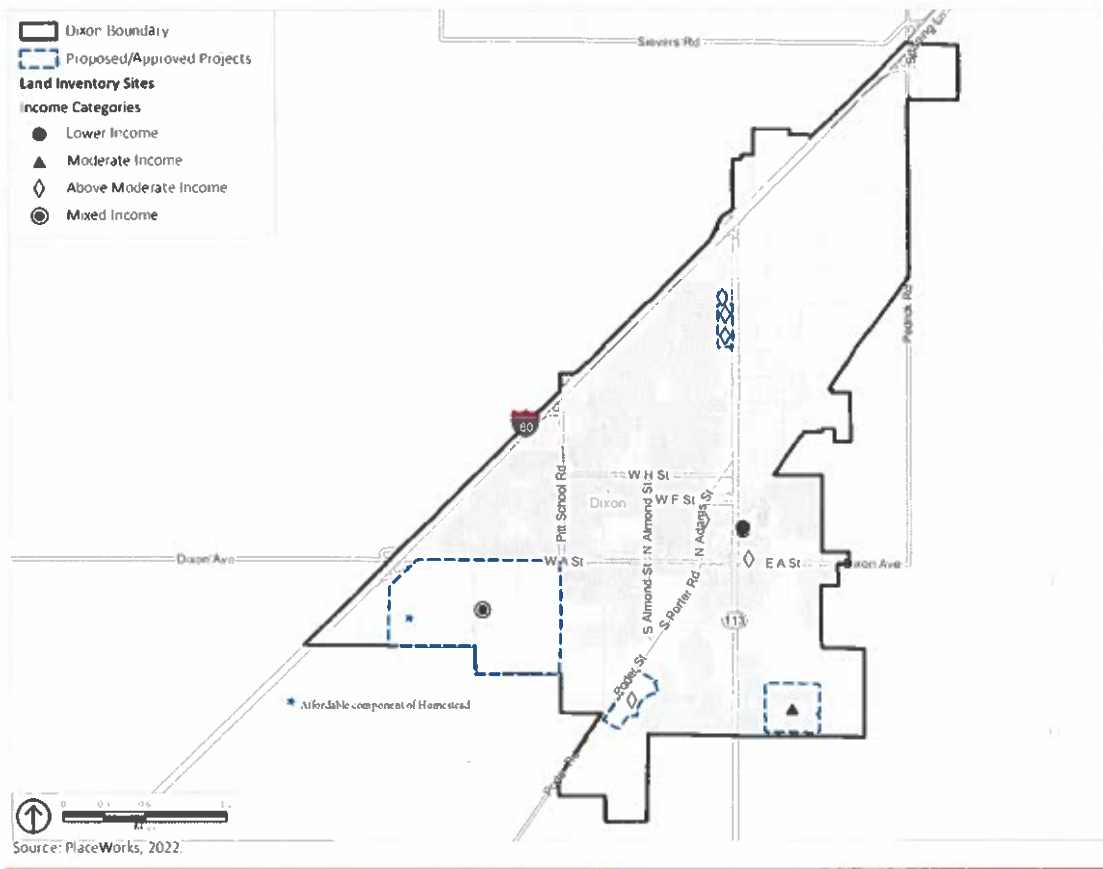 Dixon Boundary
Proposed/Approved Projects
Land Inventory Sites
Income Categories
Lower Income
Moderate Income
Above Moderate Income
Mixed Income
Sievers Rd
Pedrick Rd
80
Pitt School Rd
W H St
Dixon
W F St
N Almond St
N Adams St
Dixon Ave
W A St
E A St
Dixon Ave
S Almond St
S Porter Rd
113
Porter St
Affordable component of Homestead
Source: PlaceWorks, 2022.